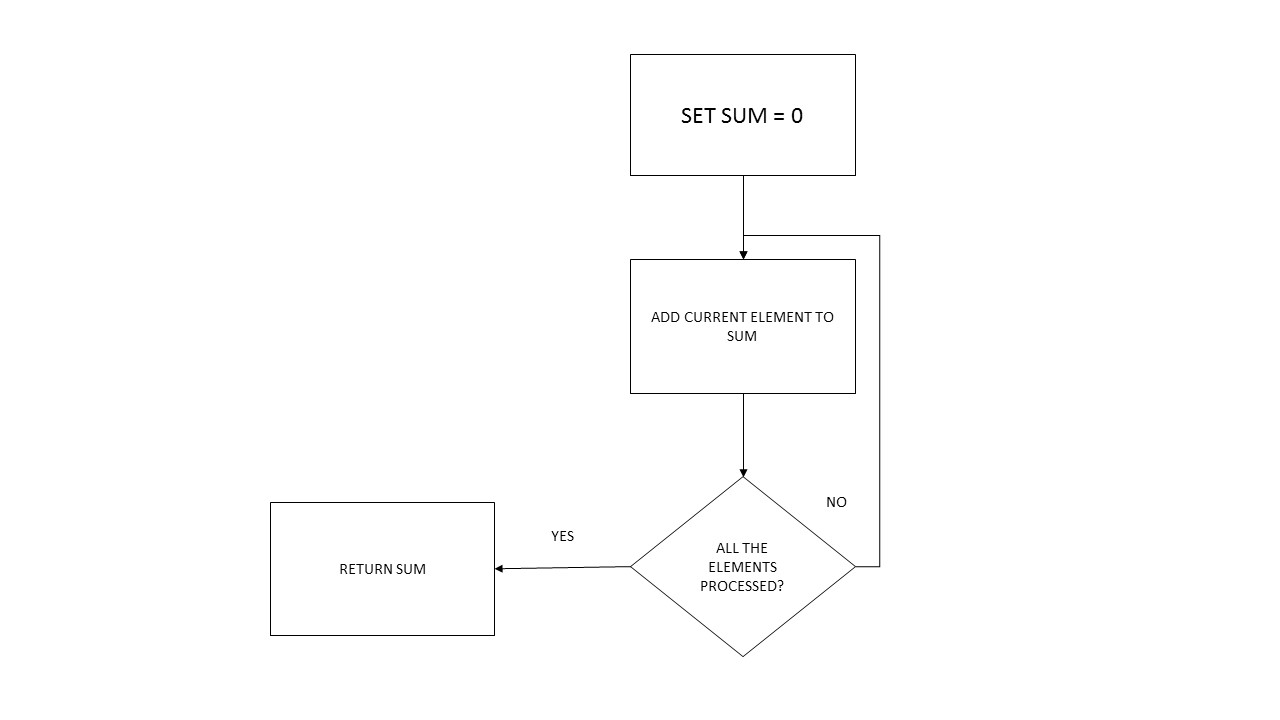 SET SUM = 0
ADD CURRENT ELEMENT TO
SUM
NO
YES
ALL THE
ELEMENTS
PROCESSED?
RETURN SUM